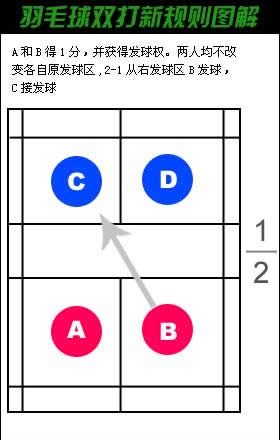 羽毛球双打新规则图解
A和B得1分，并获得发球权。两人均不改
变各自原发球区，2-1从右发球区B发球，
C接发球
C
D
1
2
A
B